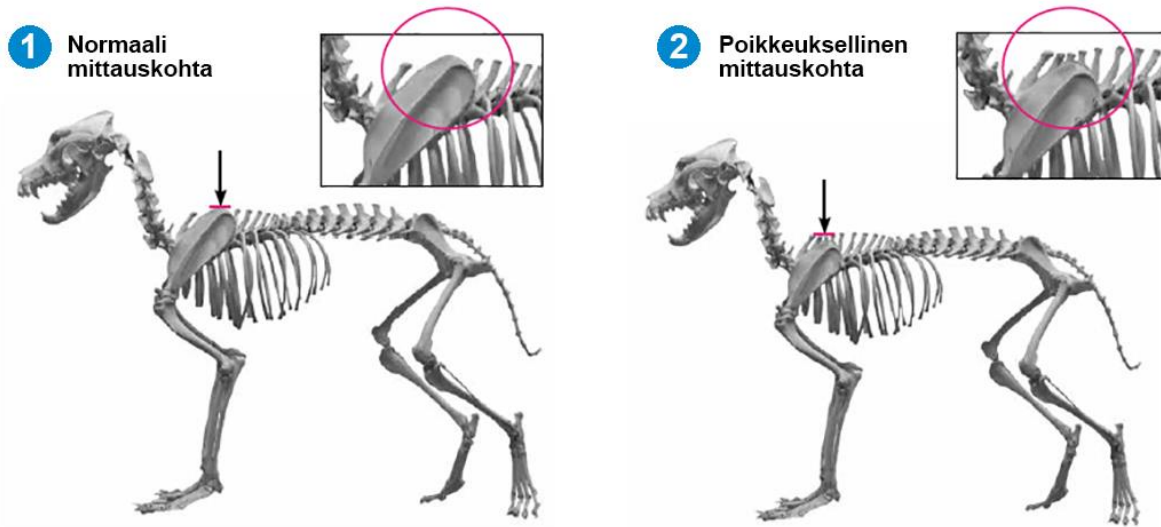 1
Normaali
mittauskohta
2
Poikkeuksellinen
mittauskohta